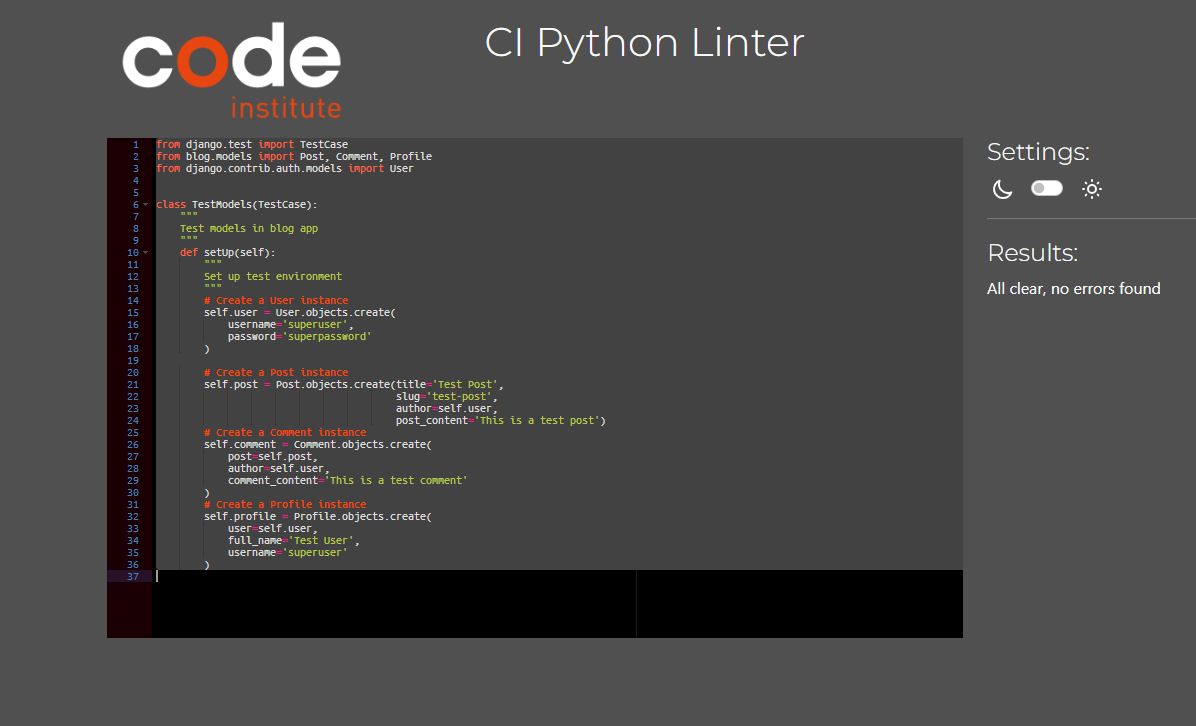 code
institute
CI Python Linter
1 from django.test import TestCase
2 from blog.models import Post, Comment, Profile
3 from django.contrib.auth.models import User
4
5
6 class TestModels(TestCase):
7     """
8     Test models in blog app
9     """
10     def setUp(self):
11         """
12         Set up test environment
13         """
14         # Create a User instance
15         self.user = User.objects.create(
16             username='superuser',
17             password='superpassword'
18         )
19
20         # Create a Post instance
21         self.post = Post.objects.create(title='Test Post',
22                                         slug='test-post',
23                                         author=self.user,
24                                         post_content='This is a test post')
25         # Create a Comment instance
26         self.comment = Comment.objects.create(
27             post=self.post,
28             author=self.user,
29             comment_content='This is a test comment'
30         )
31         # Create a Profile instance
32         self.profile = Profile.objects.create(
33             user=self.user,
34             full_name='Test User',
35             username='superuser'
36         )
37
Settings:
Results:
All clear, no errors found